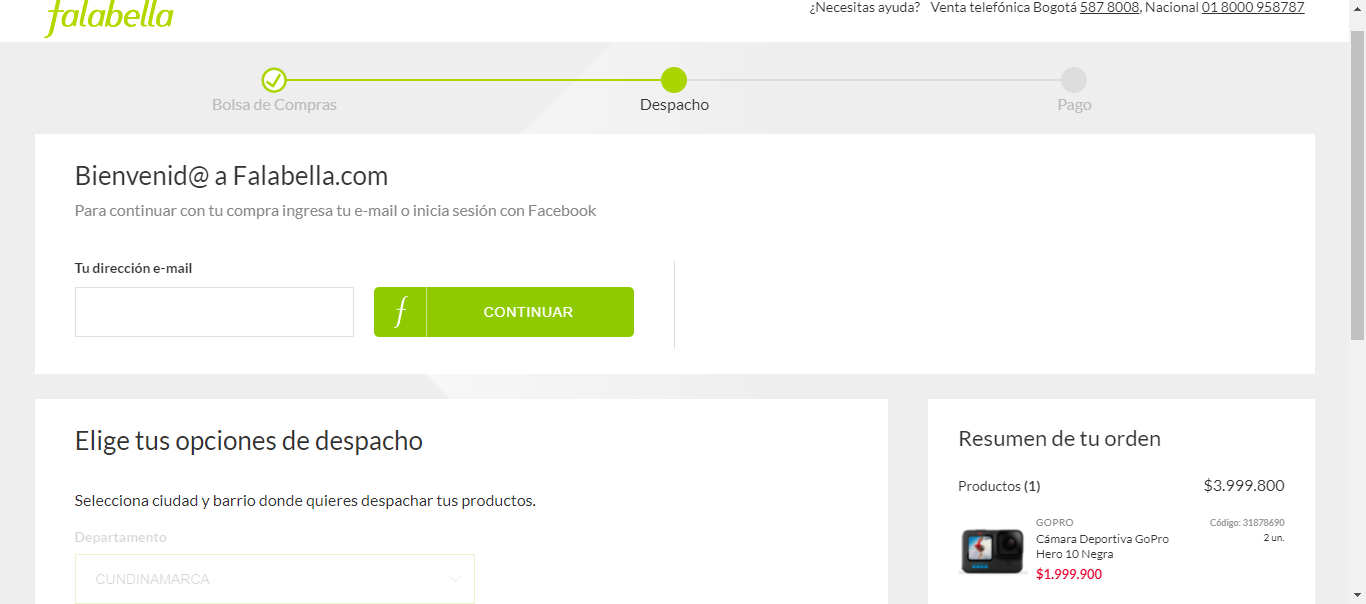 falabella
¿Necesitas ayuda? Venta telefónica Bogotá 587 8008, Nacional 01 8000 958787
Bolsa de Compras
Despacho
Pago
Bienvenid@ a Falabella.com
Para continuar con tu compra ingresa tu e-mail o inicia sesión con Facebook
Tu dirección e-mail
f CONTINUAR
Elige tus opciones de despacho
Selecciona ciudad y barrio donde quieres despachar tus productos.
Departamento
CUNDINAMARCA
Resumen de tu orden
Productos (1) $3.999.800
GOPRO Código: 31878690
Cámara Deportiva GoPro 2 un.
Hero 10 Negra
$1.999.900